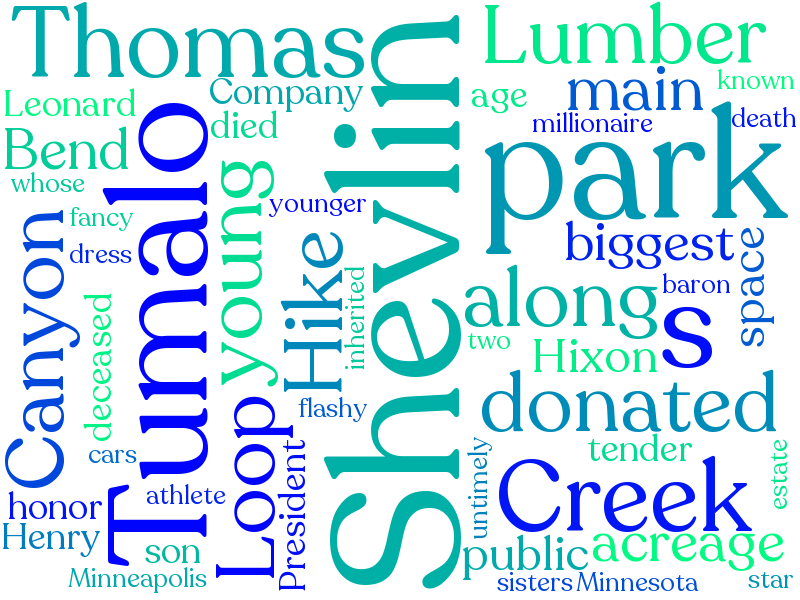 Thomas
Lumber
Shevlin
Leonard
Company
age
main
known
Bend
died
millionaire
death
whose
Tumalo
young
younger
park
fancy
dress
Canyon
Hike
inherited
biggest
space
baron
along
s
two
Hixon
deceased
flashy
donated
cars
Loop
President
tender
untimely
estate
athlete
honor
Creek
Henry
son
public
acreage
Minneapolis
sisters
Minnesota
star